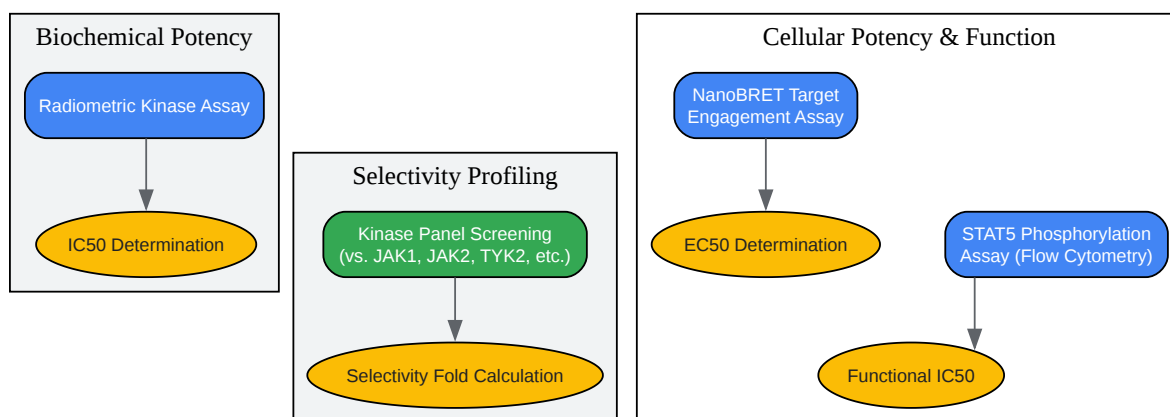 Biochemical Potency
Radiometric Kinase Assay
IC50 Determination
Selectivity Profiling
Kinase Panel Screening
(vs. JAK1, JAK2, TYK2, etc.)
Selectivity Fold Calculation
Cellular Potency & Function
NanoBRET Target
Engagement Assay
EC50 Determination
STAT5 Phosphorylation
Assay (Flow Cytometry)
Functional IC50